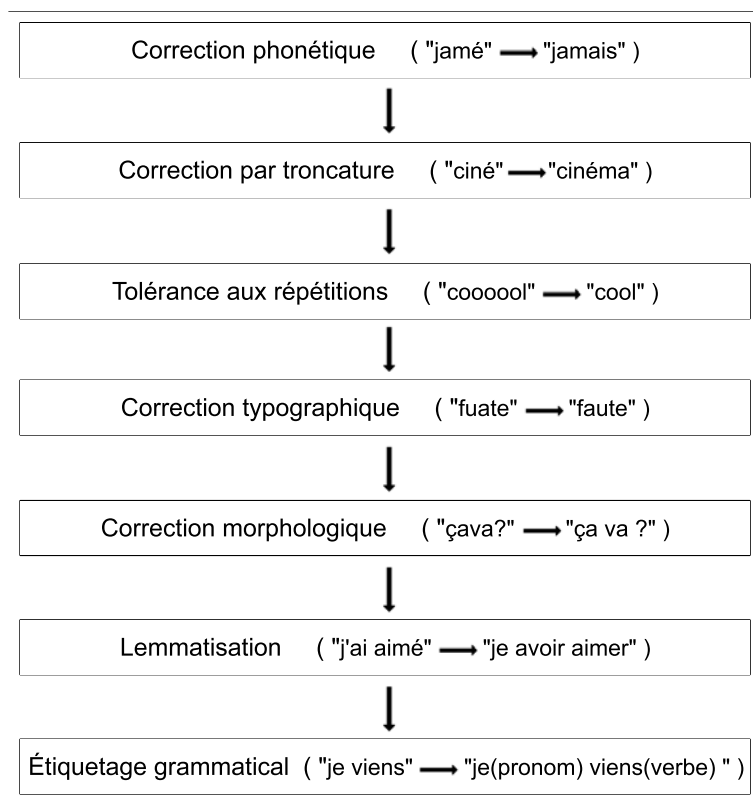 Correction phonétique ( "jamé" ⟶ "jamais" )
Correction par troncature ( "ciné" ⟶ "cinéma" )
Tolérance aux répétitions ( "coooool" ⟶ "cool" )
Correction typographique ( "fuate" ⟶ "faute" )
Correction morphologique ( "çava?" ⟶ "ça va ?" )
Lemmatisation ( "j'ai aimé" ⟶ "je avoir aimer" )
Étiquetage grammatical ( "je viens" ⟶ "je(pronom) viens(verbe) " )